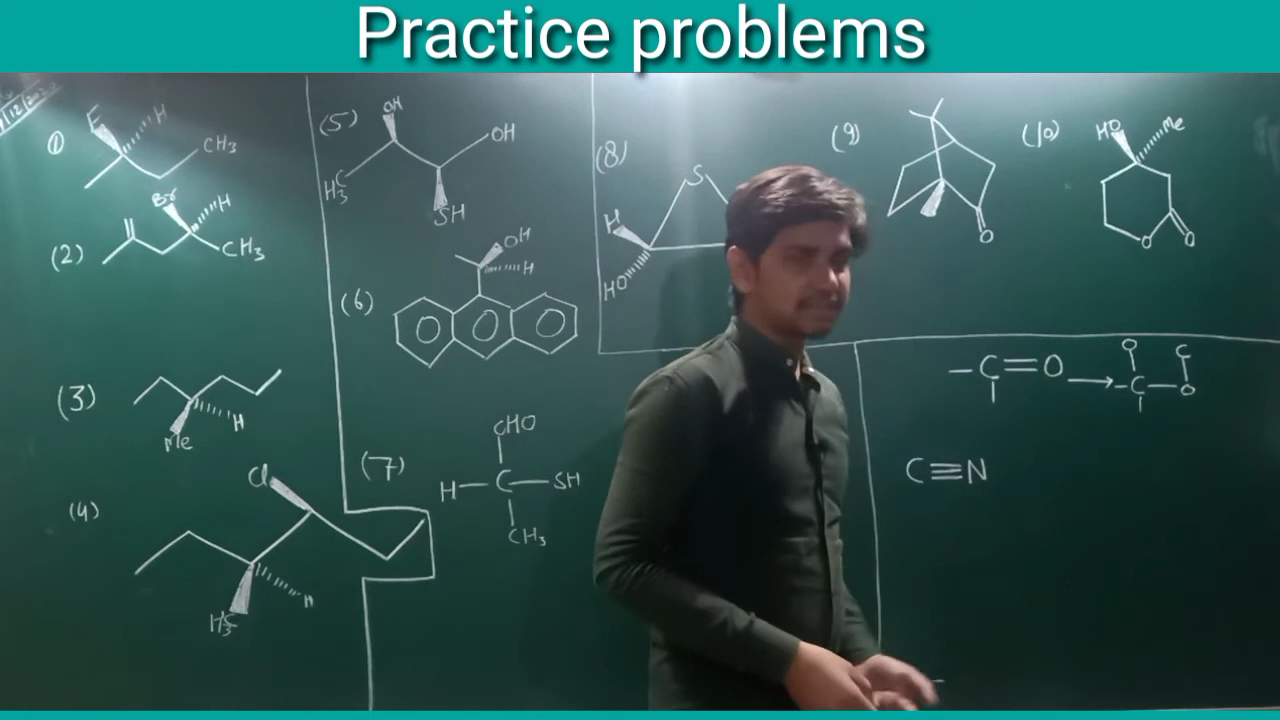 Practice problems
①
F
H
CH₃
(2)
Br
H
CH₃
(3)
Me
H
(4)
Cl
H₃C
H
(5)
OH
OH
H₃C
SH
(6)
OH
H
(7)
CHO
H—C—SH
CH₃
(8)
S
H
HO
(9)
O
(10)
HO
Me
O
O
O C
—C=O → —C—O
C≡N